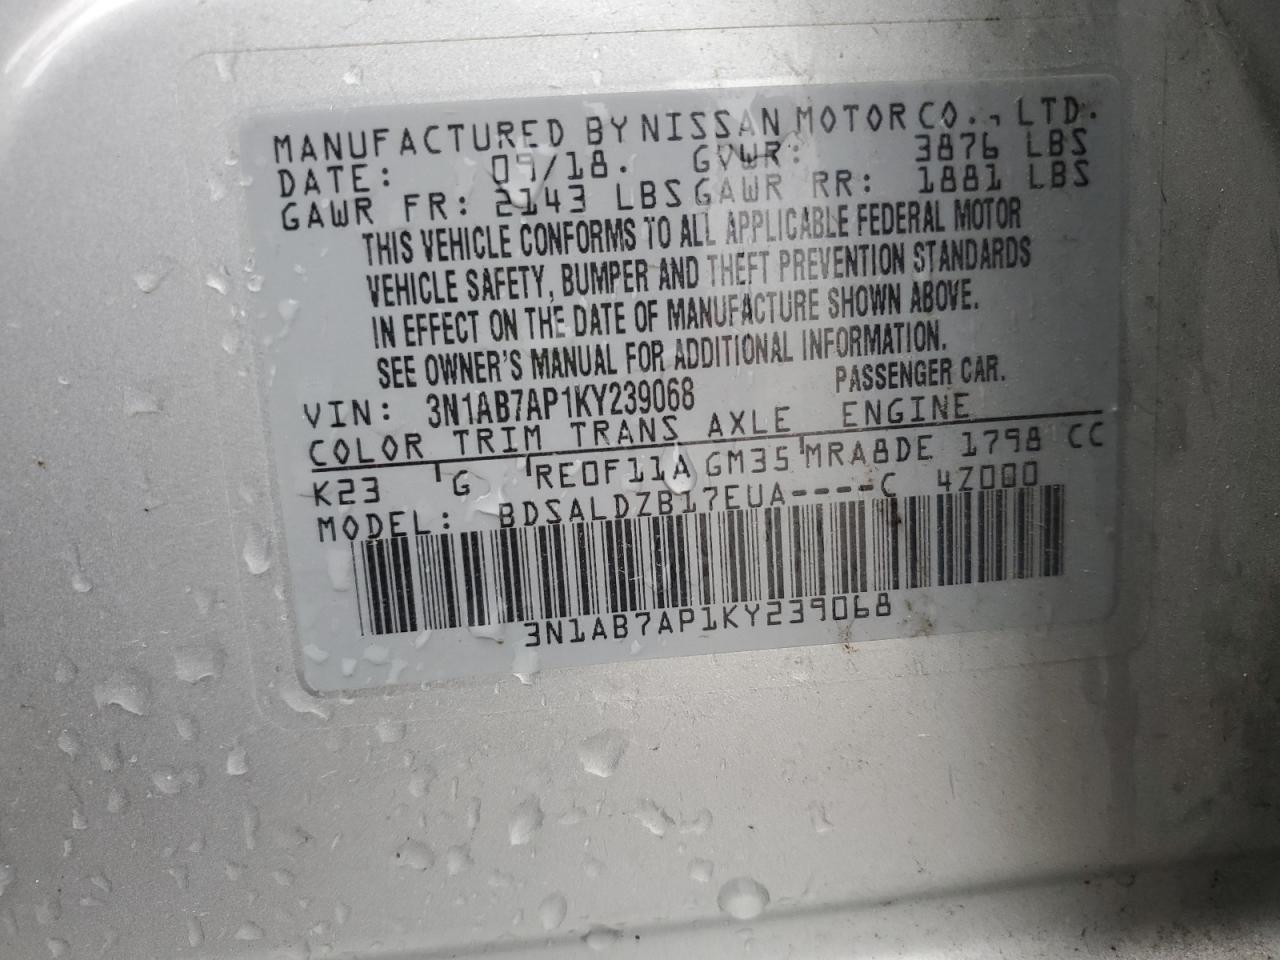 MANUFACTURED BY NISSAN MOTOR CO., LTD.
DATE: 09/18. GVWR: 3876 LBS
GAWR FR: 2143 LBS GAWR RR: 1881 LBS
THIS VEHICLE CONFORMS TO ALL APPLICABLE FEDERAL MOTOR
VEHICLE SAFETY, BUMPER AND THEFT PREVENTION STANDARDS
IN EFFECT ON THE DATE OF MANUFACTURE SHOWN ABOVE.
SEE OWNER'S MANUAL FOR ADDITIONAL INFORMATION.
VIN: 3N1AB7AP1KY239068 PASSENGER CAR.
COLOR TRIM TRANS AXLE ENGINE
K23 G RE0F11A GM35 MRA8DE 1798 CC
MODEL: BDSALDZB17EUA----C 4Z000
3N1AB7AP1KY239068